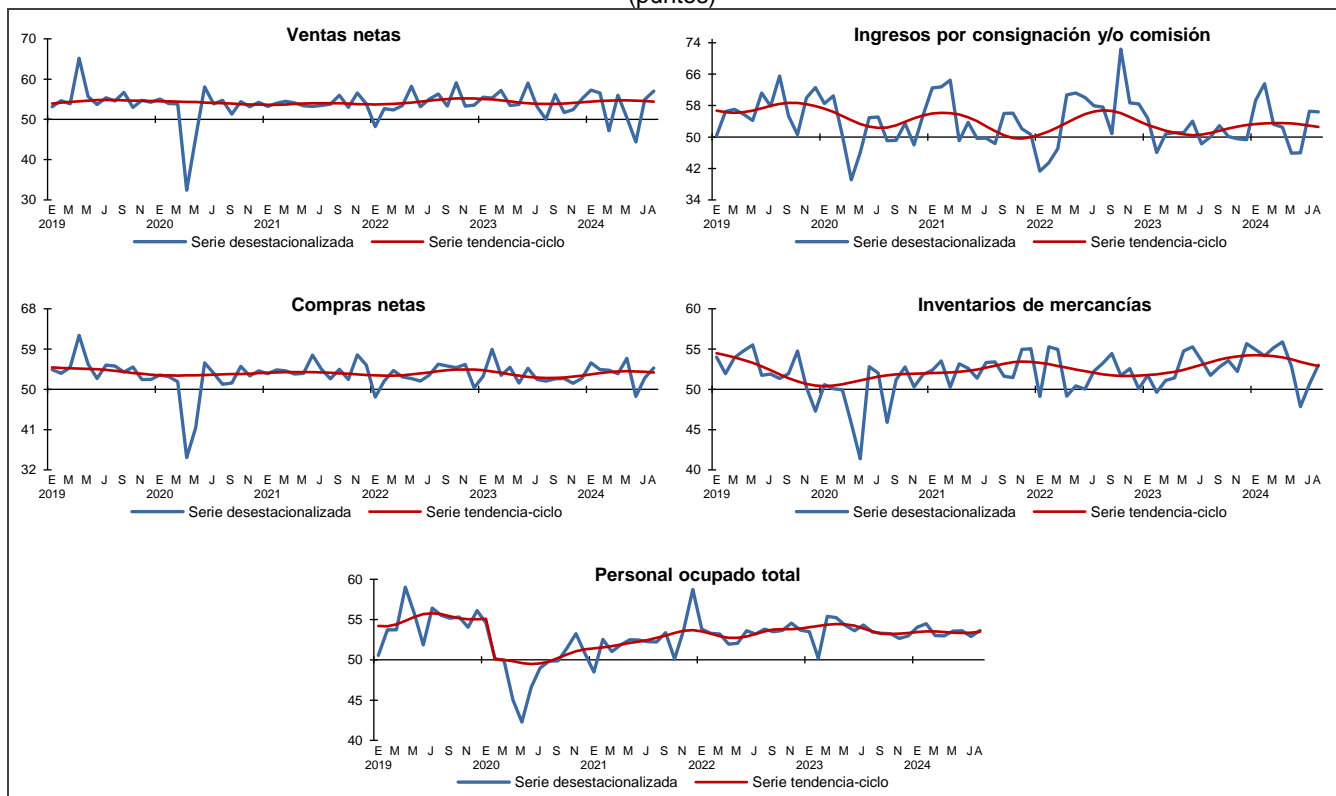 (puntos)
Ventas netas
70
60
50
40
30
E M M J S N E M M J S N E M M J S N E M M J S N E M M J S N E M M J A
2019 2020 2021 2022 2023 2024
Serie desestacionalizada Serie tendencia-ciclo
Ingresos por consignación y/o comisión
74
66
58
50
42
34
E M M J S N E M M J S N E M M J S N E M M J S N E M M J S N E M M J A
2019 2020 2021 2022 2023 2024
Serie desestacionalizada Serie tendencia-ciclo
Compras netas
68
59
50
41
32
E M M J S N E M M J S N E M M J S N E M M J S N E M M J S N E M M J A
2019 2020 2021 2022 2023 2024
Serie desestacionalizada Serie tendencia-ciclo
Inventarios de mercancías
60
55
50
45
40
E M M J S N E M M J S N E M M J S N E M M J S N E M M J S N E M M J A
2019 2020 2021 2022 2023 2024
Serie desestacionalizada Serie tendencia-ciclo
Personal ocupado total
60
55
50
45
40
E M M J S N E M M J S N E M M J S N E M M J S N E M M J S N E M M J A
2019 2020 2021 2022 2023 2024
Serie desestacionalizada Serie tendencia-ciclo